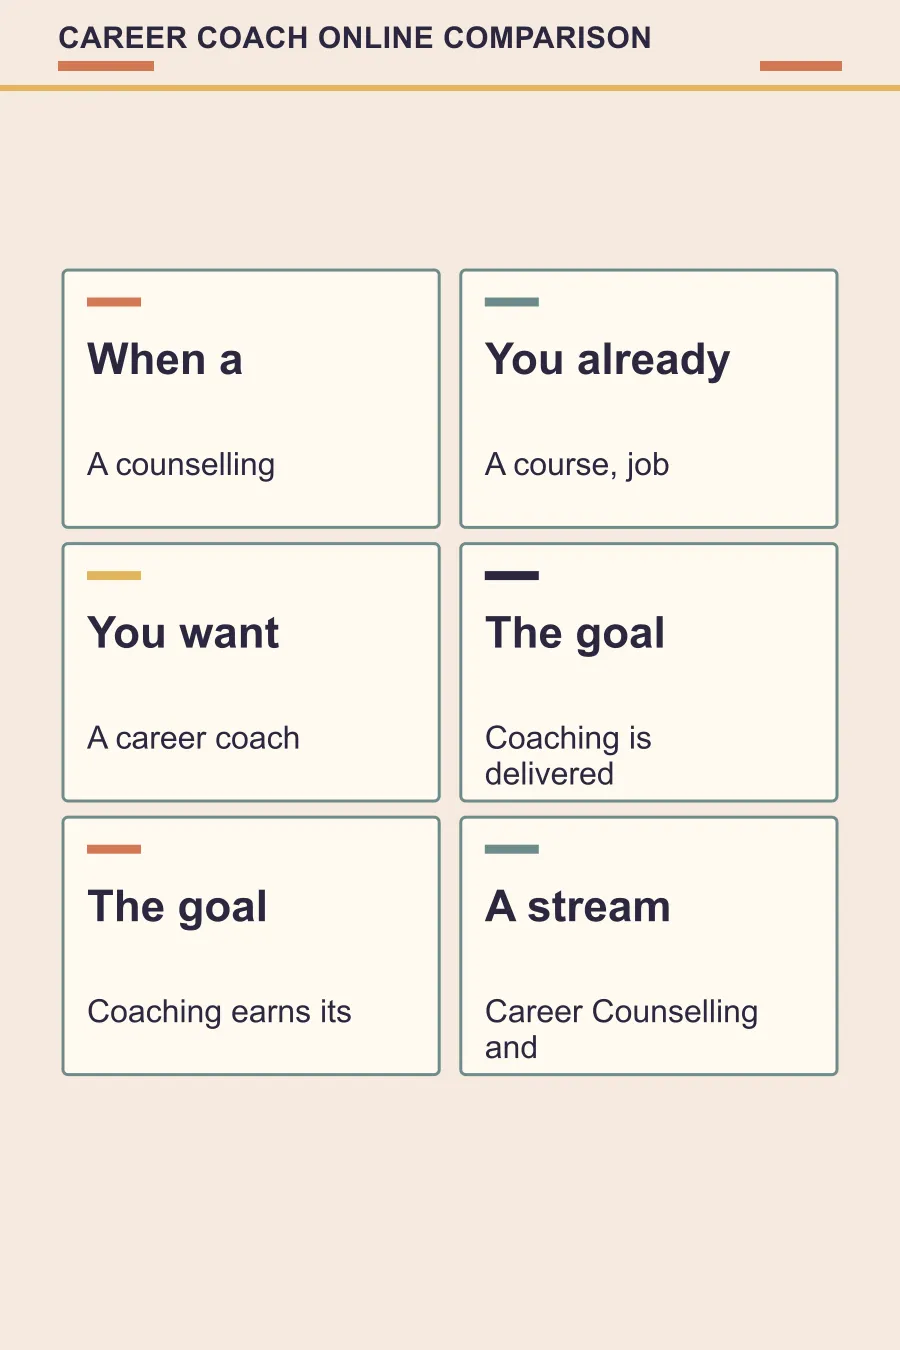 CAREER COACH ONLINE COMPARISON
When a
A counselling
You already
A course, job
You want
A career coach
The goal
Coaching is
delivered
The goal
Coaching earns its
A stream
Career Counselling
and